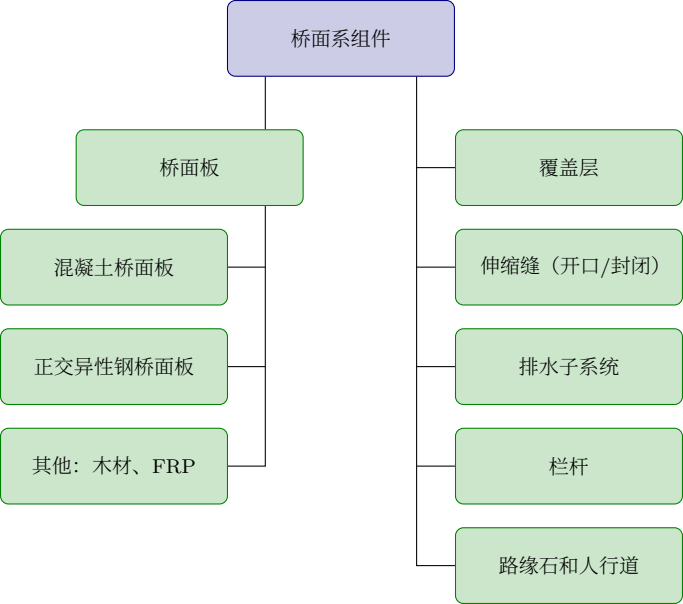 桥面系组件
桥面板
混凝土桥面板
正交异性钢桥面板
其他：木材、FRP
覆盖层
伸缩缝（开口/封闭）
排水子系统
栏杆
路缘石和人行道